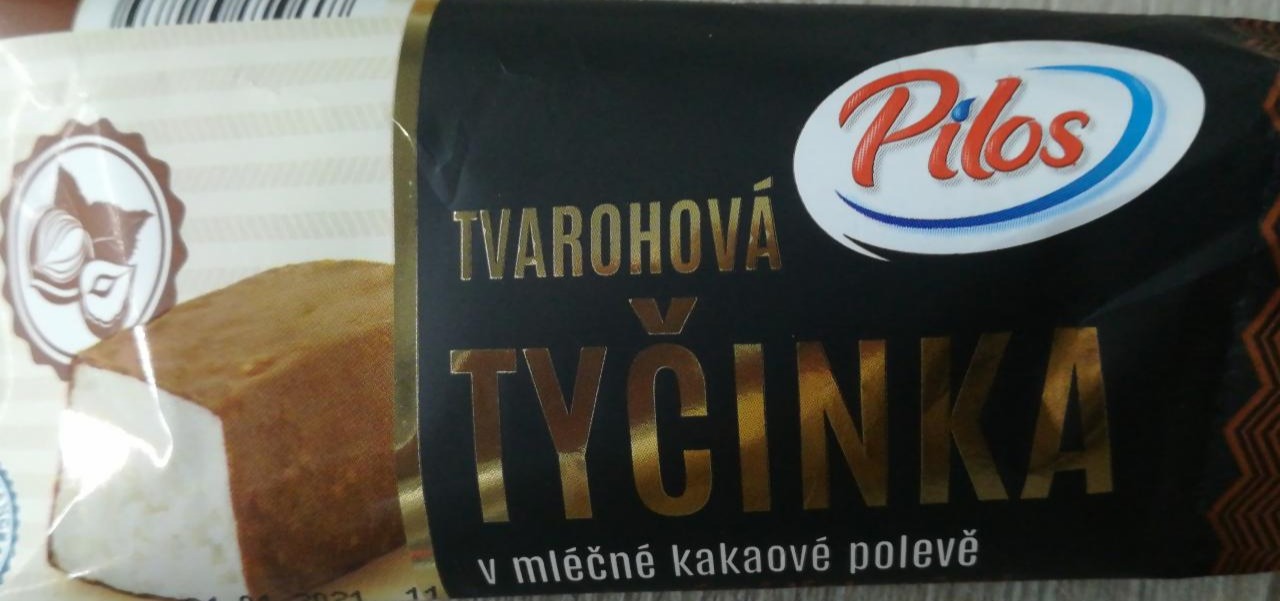 Pilos
TVAROHOVÁ
TYČINKA
v mléčné kakaové polevě